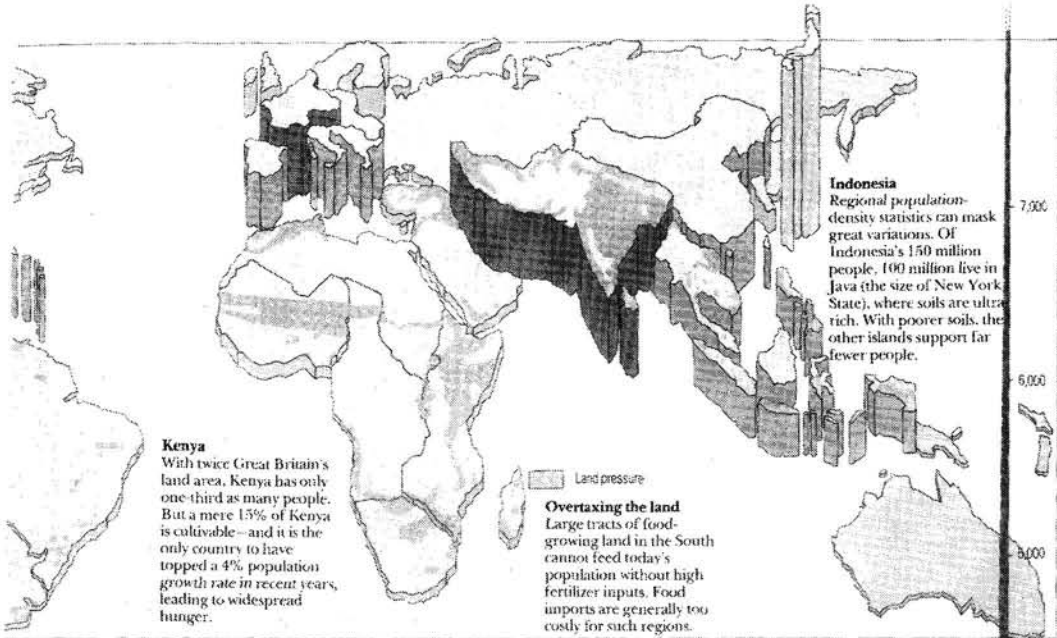 Indonesia
Regional population-
density statistics can mask
great variations. Of
Indonesia's 150 million
people, 100 million live in
Java (the size of New York
State), where soils are ultra
rich. With poorer soils, the
other islands support far
fewer people.
7,000
6,000
5,000
Kenya
With twice Great Britain's
land area, Kenya has only
one-third as many people.
But a mere 15% of Kenya
is cultivable—and it is the
only country to have
topped a 4% population
growth rate in recent years,
leading to widespread
hunger.
Land pressure
Overtaxing the land
Large tracts of food-
growing land in the South
cannot feed today's
population without high
fertilizer inputs. Food
imports are generally too
costly for such regions.